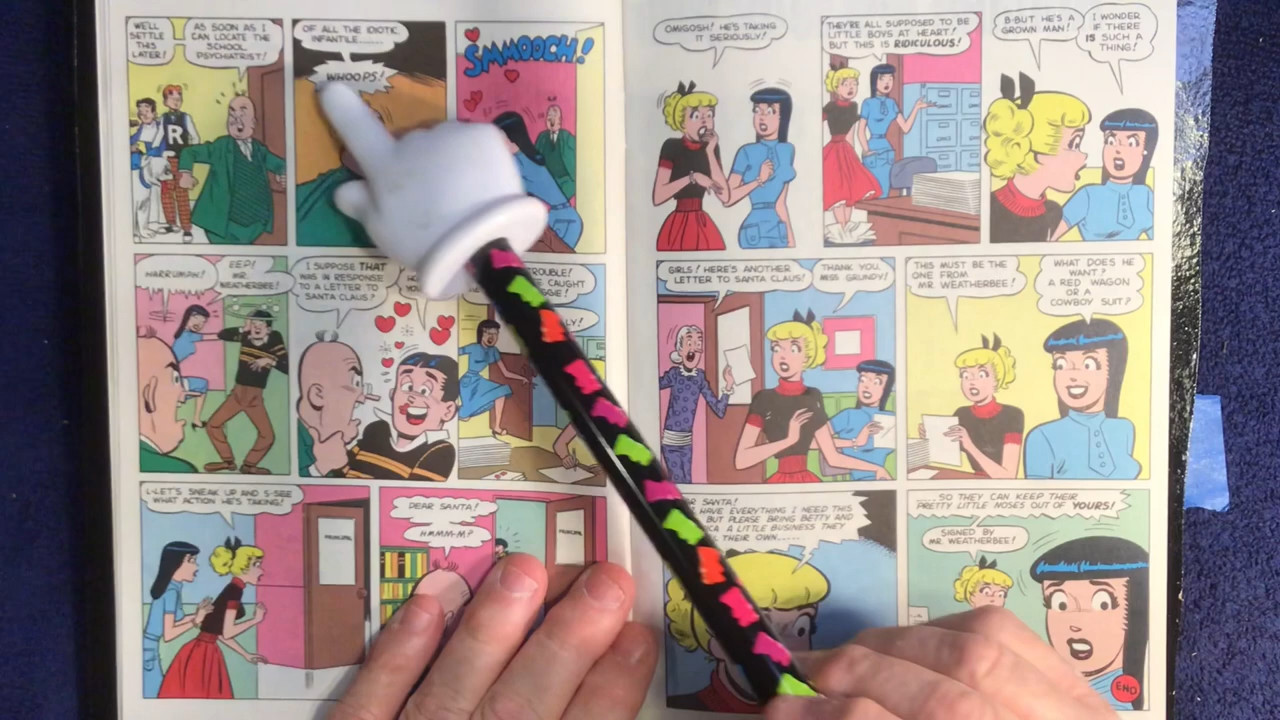 WE'LL
SETTLE
THIS
LATER!
AS SOON AS I
CAN LOCATE THE
SCHOOL
PSYCHIATRIST!
R
OF ALL THE IDIOTIC,
INFANTILE......
WHOOPS!
SMMOOCH!
HARRUMPH!
EEP!
MR.
WEATHERBEE!
I SUPPOSE THAT
WAS IN RESPONSE
TO A LETTER TO
SANTA CLAUS?
TROUBLE!
CAUGHT
L-LET'S SNEAK UP AND S-SEE
WHAT ACTION HE'S TAKING!
PRINCIPAL
DEAR SANTA!
HMMM-M?
PRINCIPAL
OMIGOSH! HE'S TAKING
IT SERIOUSLY!
THEY'RE ALL SUPPOSED TO BE
LITTLE BOYS AT HEART!
BUT THIS IS RIDICULOUS!
B-BUT HE'S A
GROWN MAN!
I WONDER
IF THERE
IS SUCH A
THING!
GIRLS! HERE'S ANOTHER
LETTER TO SANTA CLAUS!
THANK YOU,
MISS GRUNDY!
THIS MUST BE THE
ONE FROM
MR. WEATHERBEE!
WHAT DOES HE
WANT?
A RED WAGON
OR A
COWBOY SUIT?
SANTA!
HAVE EVERYTHING I NEED THIS
BUT PLEASE BRING BETTY AND
A LITTLE BUSINESS THEY
THEIR OWN.....
.....SO THEY CAN KEEP THEIR
PRETTY LITTLE NOSES OUT OF YOURS!
SIGNED BY
MR. WEATHERBEE!
END